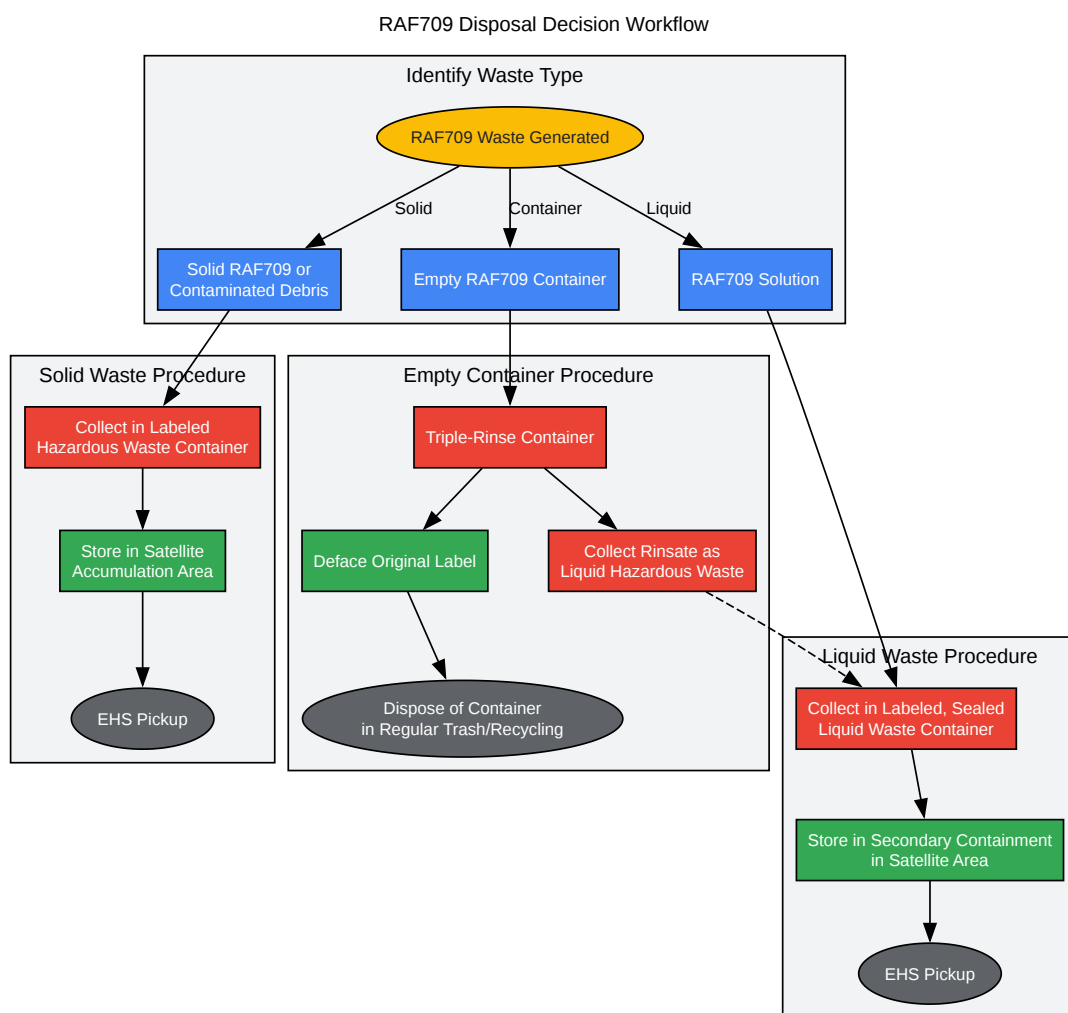 RAF709 Disposal Decision Workflow
Identify Waste Type
RAF709 Waste Generated
Solid
Container
Liquid
Solid RAF709 or
Contaminated Debris
Empty RAF709 Container
RAF709 Solution
Solid Waste Procedure
Collect in Labeled
Hazardous Waste Container
Store in Satellite
Accumulation Area
EHS Pickup
Empty Container Procedure
Triple-Rinse Container
Deface Original Label
Collect Rinsate as
Liquid Hazardous Waste
Dispose of Container
in Regular Trash/Recycling
Liquid Waste Procedure
Collect in Labeled, Sealed
Liquid Waste Container
Store in Secondary Containment
in Satellite Area
EHS Pickup